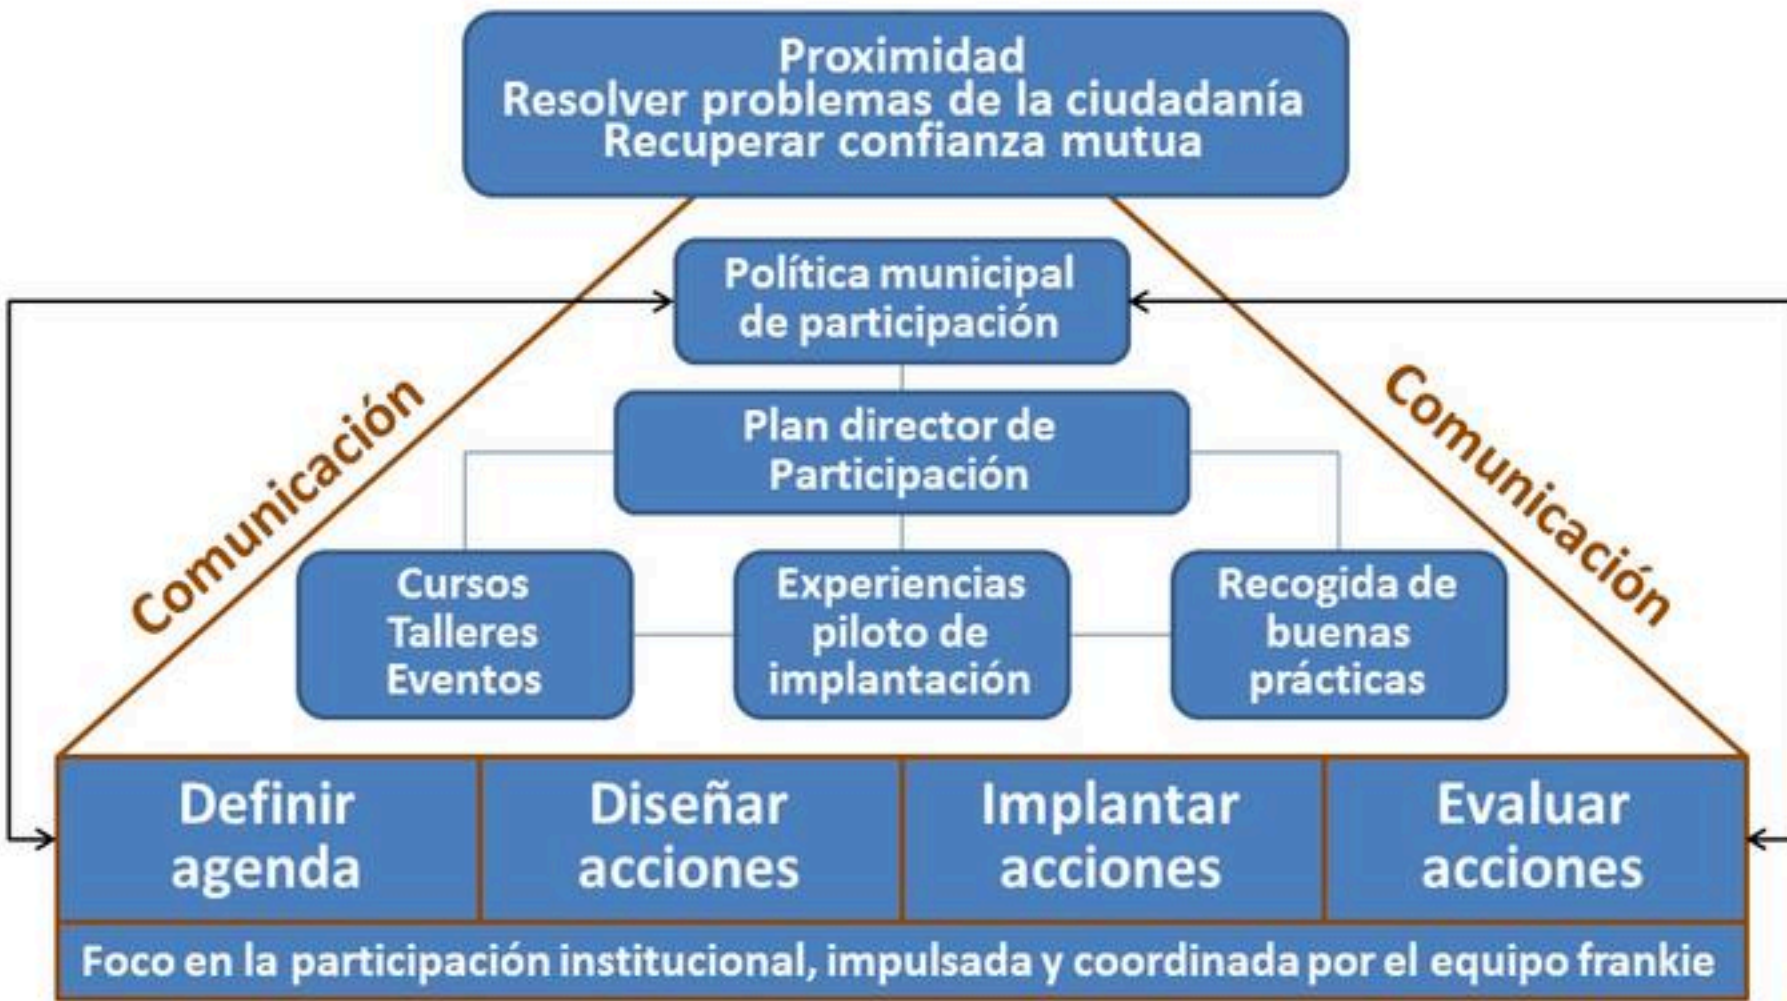 Proximidad
Resolver problemas de la ciudadanía
Recuperar confianza mutua
Política municipal
de participación
Comunicación
Comunicación
Plan director de
Participación
Cursos
Talleres
Eventos
Experiencias
piloto de
implantación
Recogida de
buenas
prácticas
Definir
agenda
Diseñar
acciones
Implantar
acciones
Evaluar
acciones
Foco en la participación institucional, impulsada y coordinada por el equipo frankie